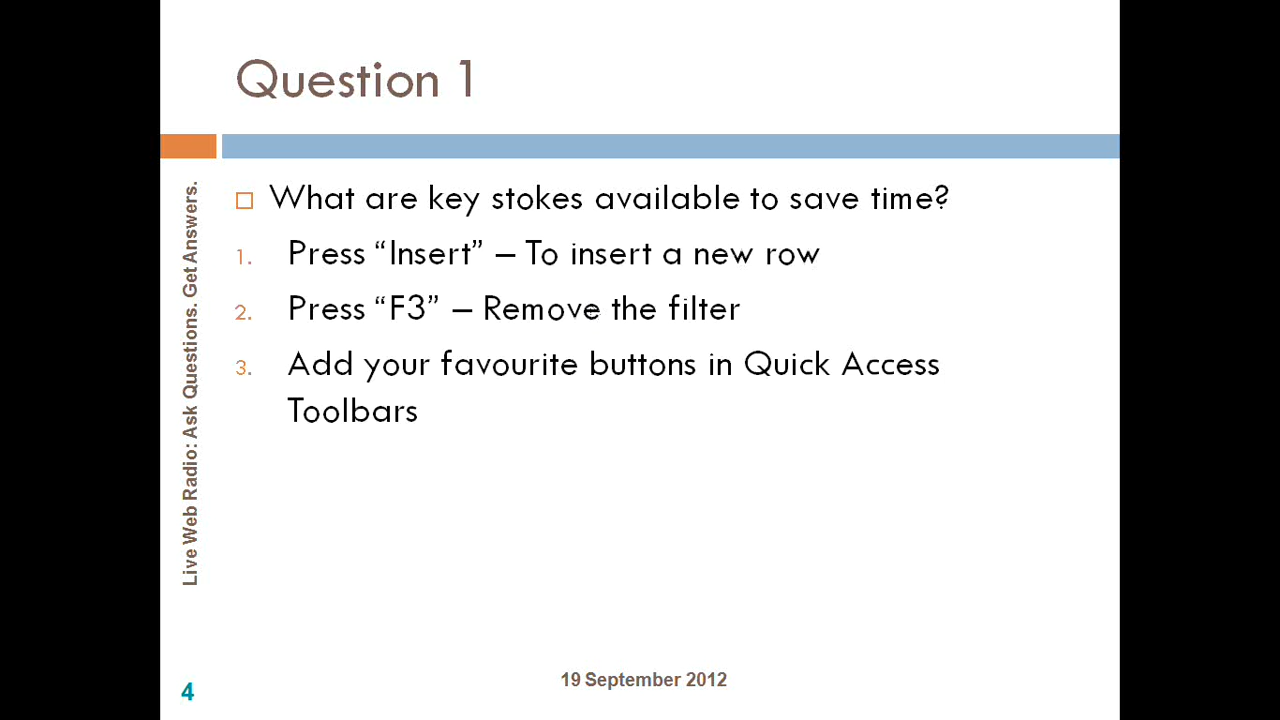 Question 1
What are key stokes available to save time?
1. Press “Insert” – To insert a new row
2. Press “F3” – Remove the filter
3. Add your favourite buttons in Quick Access
Toolbars
Live Web Radio: Ask Questions. Get Answers.
4
19 September 2012